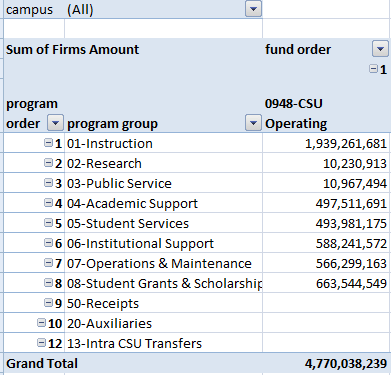 campus (All)
Sum of Firms Amount fund order
1
program 0948-CSU
order program group Operating
1 01-Instruction 1,939,261,681
2 02-Research 10,230,913
3 03-Public Service 10,967,494
4 04-Academic Support 497,511,691
5 05-Student Services 493,981,175
6 06-Institutional Support 588,241,572
7 07-Operations & Maintenance 566,299,163
8 08-Student Grants & Scholarship 663,544,549
9 50-Receipts
10 20-Auxiliaries
12 13-Intra CSU Transfers
Grand Total 4,770,038,239